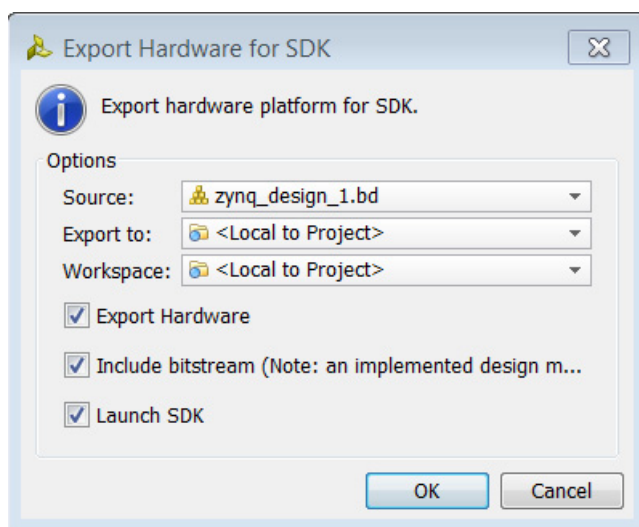 Export Hardware for SDK
Export hardware platform for SDK.
Options
Source: zynq_design_1.bd
Export to: <Local to Project>
Workspace: <Local to Project>
Export Hardware
Include bitstream (Note: an implemented design m...
Launch SDK
OK Cancel